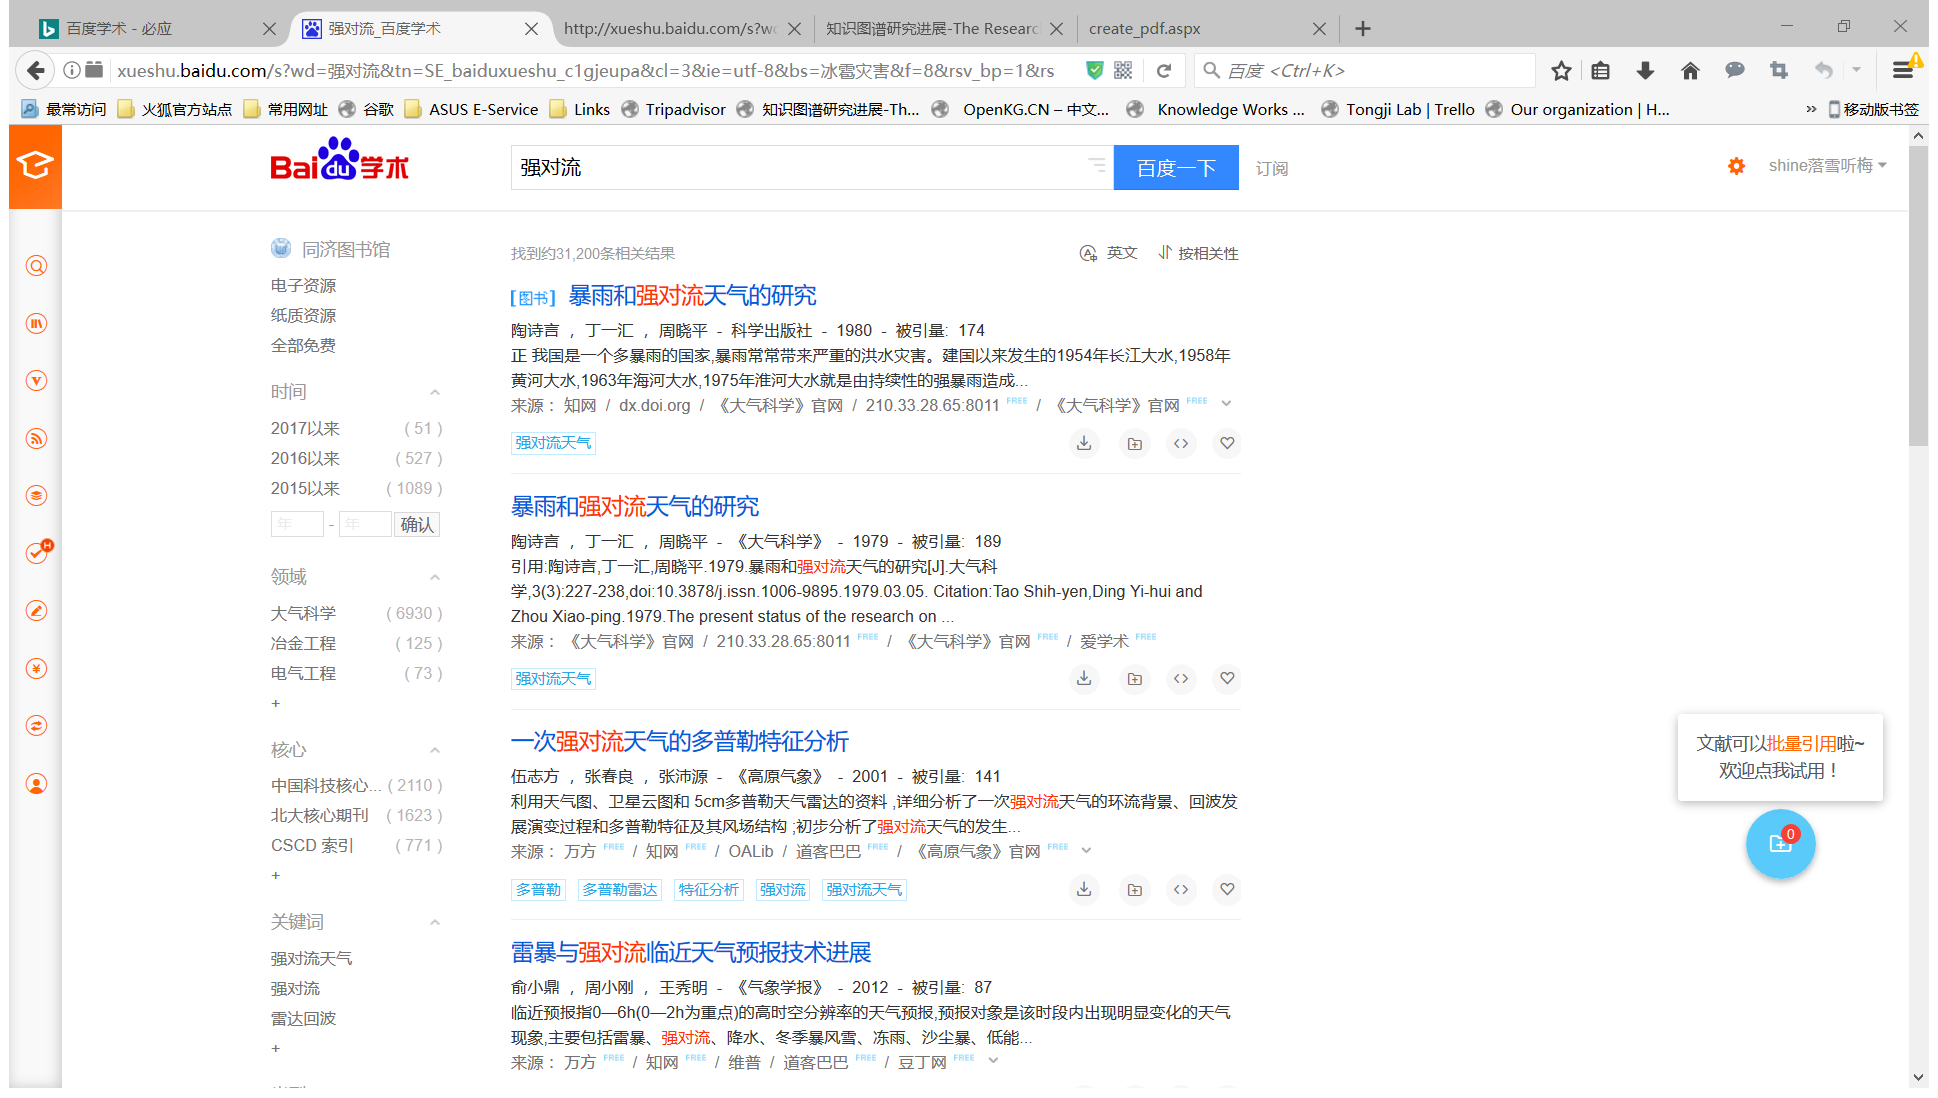 百度学术 - 必应
强对流_百度学术
http://xueshu.baidu.com/s?wd
知识图谱研究进展-The Researc
create_pdf.aspx
xueshu.baidu.com/s?wd=强对流&tn=SE_baiduxueshu_c1gjeupa&cl=3&ie=utf-8&bs=冰雹灾害&f=8&rsv_bp=1&rs
百度 <Ctrl+K>
最常访问 火狐官方站点 常用网址 谷歌 ASUS E-Service Links Tripadvisor 知识图谱研究进展-Th... OpenKG.CN – 中文... Knowledge Works ... Tongji Lab | Trello Our organization | H... » 移动版书签
Baidu学术
强对流
百度一下
订阅
shine落雪听梅
同济图书馆
电子资源
纸质资源
全部免费
时间
2017以来 ( 51 )
2016以来 ( 527 )
2015以来 ( 1089 )
年 - 年 确认
领域
大气科学 ( 6930 )
冶金工程 ( 125 )
电气工程 ( 73 )
+
核心
中国科技核心... ( 2110 )
北大核心期刊 ( 1623 )
CSCD 索引 ( 771 )
+
关键词
强对流天气
强对流
雷达回波
+
找到约31,200条相关结果
英文 按相关性
[图书] 暴雨和强对流天气的研究
陶诗言 ， 丁一汇 ， 周晓平 - 科学出版社 - 1980 - 被引量: 174
正 我国是一个多暴雨的国家,暴雨常常带来严重的洪水灾害。建国以来发生的1954年长江大水,1958年
黄河大水,1963年海河大水,1975年淮河大水就是由持续性的强暴雨造成...
来源： 知网 / dx.doi.org / 《大气科学》官网 / 210.33.28.65:8011 FREE / 《大气科学》官网 FREE
强对流天气
暴雨和强对流天气的研究
陶诗言 ， 丁一汇 ， 周晓平 - 《大气科学》 - 1979 - 被引量: 189
引用:陶诗言,丁一汇,周晓平.1979.暴雨和强对流天气的研究[J].大气科
学,3(3):227-238,doi:10.3878/j.issn.1006-9895.1979.03.05. Citation:Tao Shih-yen,Ding Yi-hui and
Zhou Xiao-ping.1979.The present status of the research on ...
来源： 《大气科学》官网 / 210.33.28.65:8011 FREE / 《大气科学》官网 FREE / 爱学术 FREE
强对流天气
一次强对流天气的多普勒特征分析
伍志方 ， 张春良 ， 张沛源 - 《高原气象》 - 2001 - 被引量: 141
利用天气图、卫星云图和 5cm多普勒天气雷达的资料 ,详细分析了一次强对流天气的环流背景、回波发
展演变过程和多普勒特征及其风场结构 ;初步分析了强对流天气的发生...
来源： 万方 FREE / 知网 FREE / OALib / 道客巴巴 FREE / 《高原气象》官网 FREE
多普勒 多普勒雷达 特征分析 强对流 强对流天气
雷暴与强对流临近天气预报技术进展
俞小鼎 ， 周小刚 ， 王秀明 - 《气象学报》 - 2012 - 被引量: 87
临近预报指0—6h(0—2h为重点)的高时空分辨率的天气预报,预报对象是该时段内出现明显变化的天气
现象,主要包括雷暴、强对流、降水、冬季暴风雪、冻雨、沙尘暴、低能...
来源： 万方 FREE / 知网 FREE / 维普 / 道客巴巴 FREE / 豆丁网 FREE
文献可以批量引用啦~
欢迎点我试用！
0